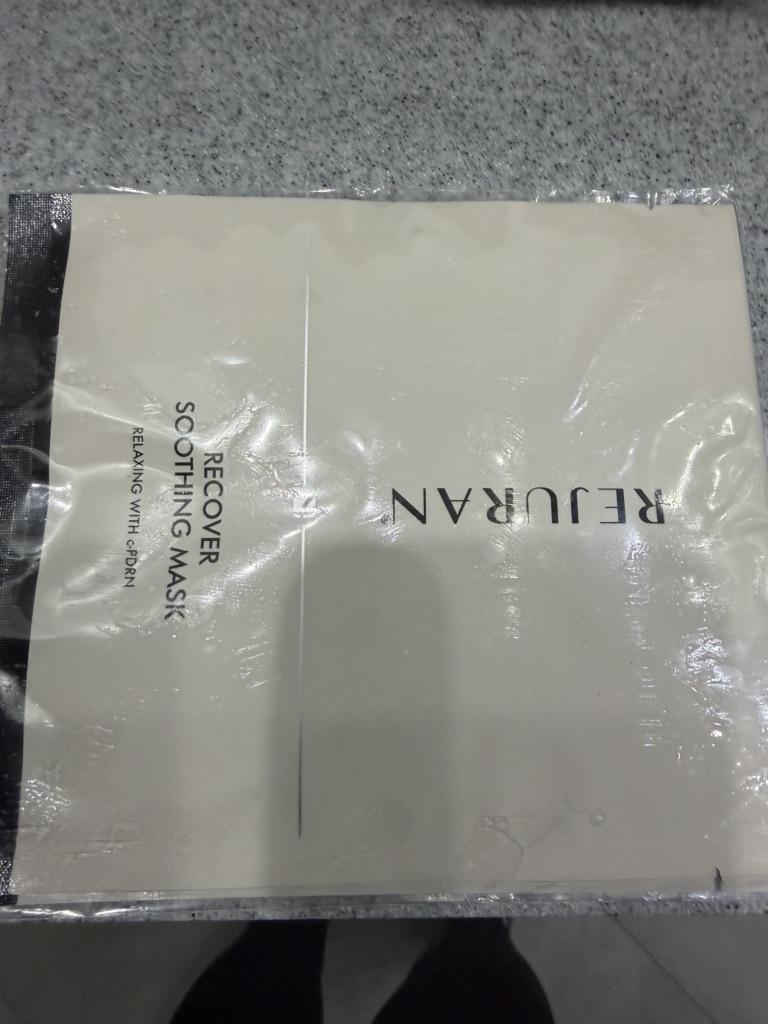 REJURAN®
RECOVER
SOOTHING MASK
RELAXING WITH c-PDRN